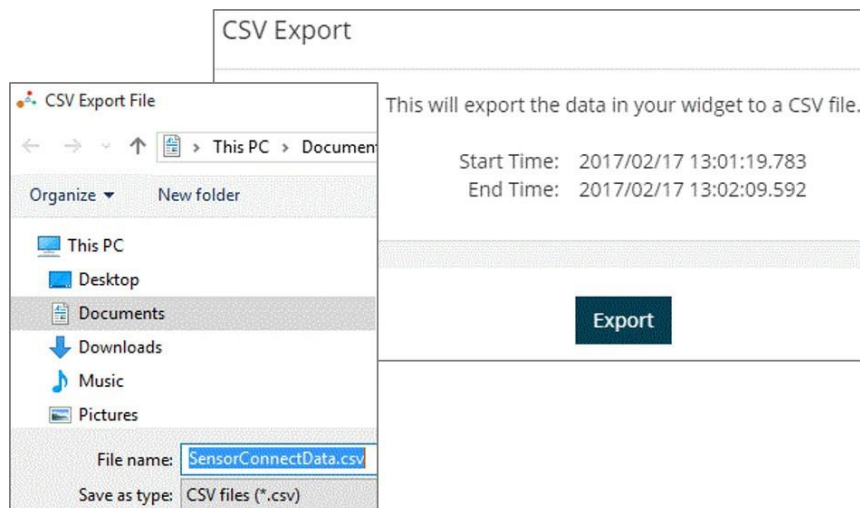 CSV Export
This will export the data in your widget to a CSV file.
Start Time: 2017/02/17 13:01:19.783
End Time: 2017/02/17 13:02:09.592
Export
CSV Export File
This PC > Documen
Organize New folder
This PC
Desktop
Documents
Downloads
Music
Pictures
File name: SensorConnectData.csv
Save as type: CSV files (*.csv)